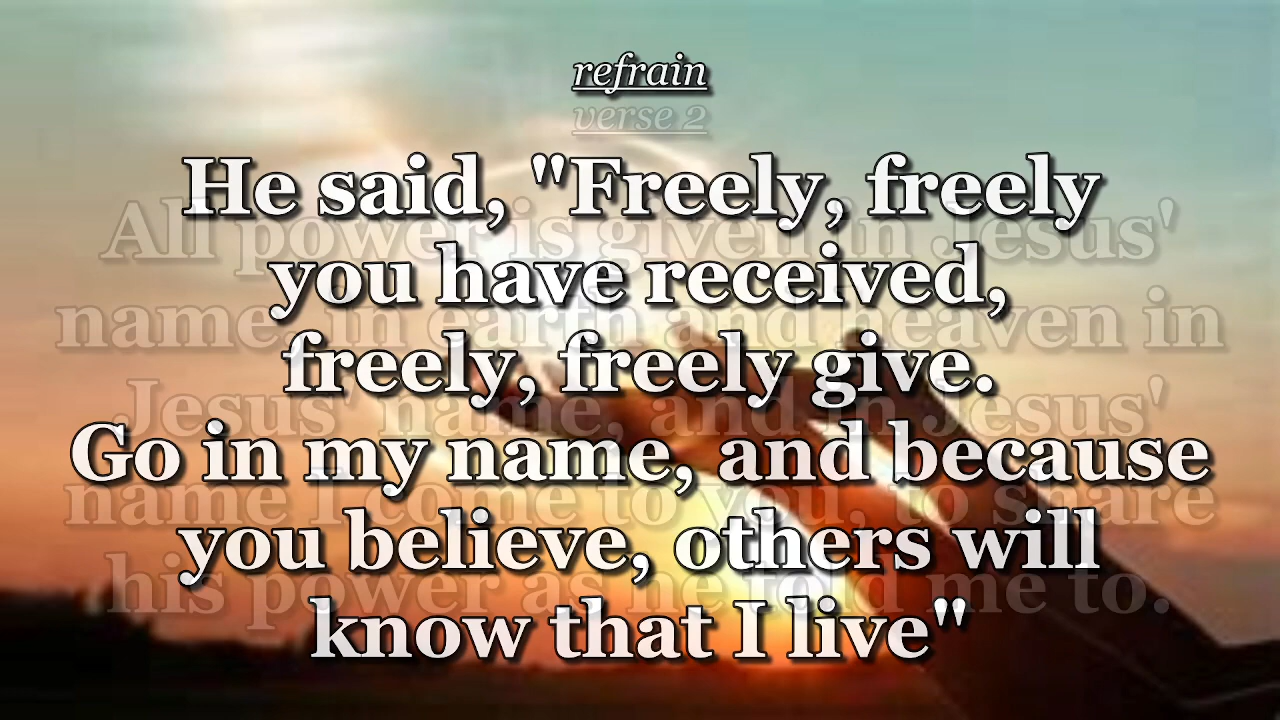 refrain
verse 2
He said, "Freely, freely
you have received,
freely, freely give.
Go in my name, and because
you believe, others will
know that I live"
All power is given in Jesus'
name, in earth and heaven in
Jesus' name, and in Jesus'
name I come to you, to share
his power as he told me to.